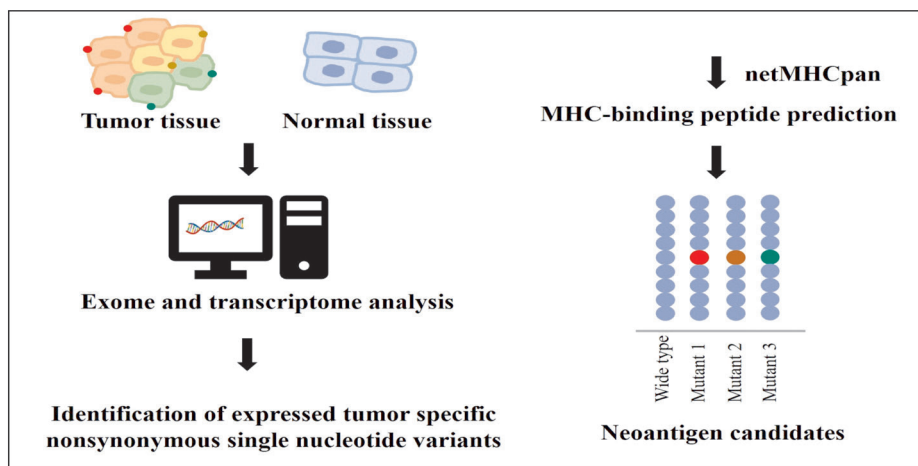 Tumor tissue
Normal tissue
Exome and transcriptome analysis
Identification of expressed tumor specific
nonsynonymous single nucleotide variants
netMHCpan
MHC-binding peptide prediction
Wide type
Mutant 1
Mutant 2
Mutant 3
Neoantigen candidates